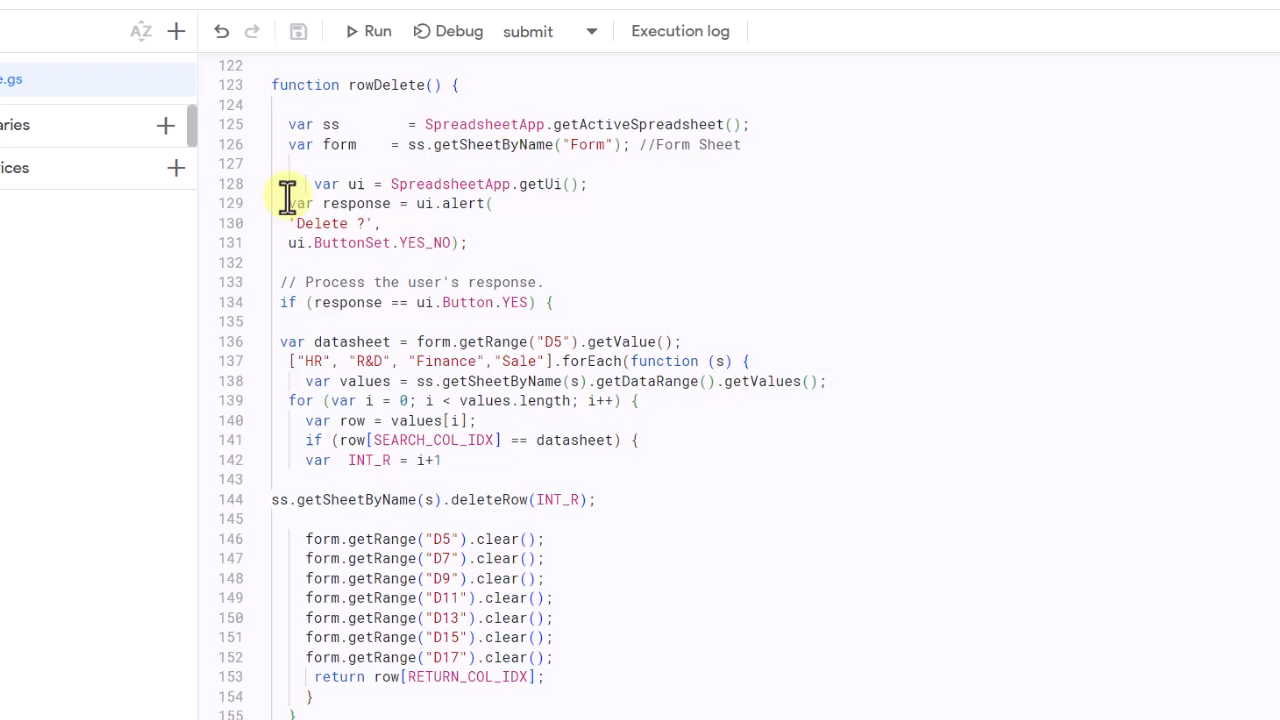 Run Debug submit Execution log
e.gs
aries
ices
122
123 function rowDelete() {
124
125 var ss = SpreadsheetApp.getActiveSpreadsheet();
126 var form = ss.getSheetByName("Form"); //Form Sheet
127
128 var ui = SpreadsheetApp.getUi();
129 var response = ui.alert(
130 'Delete ?',
131 ui.ButtonSet.YES_NO);
132
133 // Process the user's response.
134 if (response == ui.Button.YES) {
135
136 var datasheet = form.getRange("D5").getValue();
137 ["HR", "R&D", "Finance","Sale"].forEach(function (s) {
138 var values = ss.getSheetByName(s).getDataRange().getValues();
139 for (var i = 0; i < values.length; i++) {
140 var row = values[i];
141 if (row[SEARCH_COL_IDX] == datasheet) {
142 var INT_R = i+1
143
144 ss.getSheetByName(s).deleteRow(INT_R);
145
146 form.getRange("D5").clear();
147 form.getRange("D7").clear();
148 form.getRange("D9").clear();
149 form.getRange("D11").clear();
150 form.getRange("D13").clear();
151 form.getRange("D15").clear();
152 form.getRange("D17").clear();
153 return row[RETURN_COL_IDX];
154 }
155 }